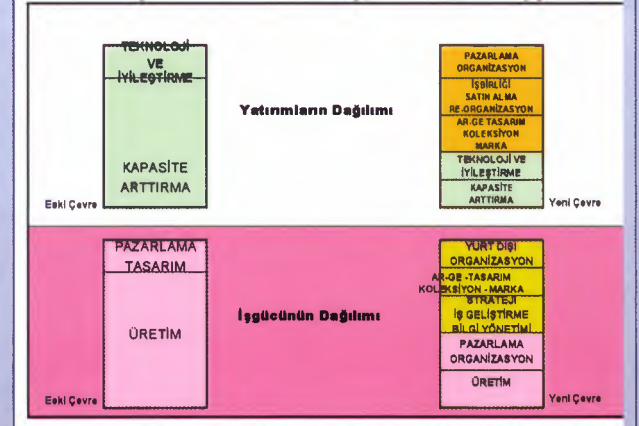 TEKNOLOJİ
VE
İYİLEŞTİRME
KAPASİTE
ARTTIRMA
Eski Çevre
Yatırımların Dağılımı
PAZARLAMA
ORGANİZASYON
İŞBİRLİĞİ
SATIN ALMA
RE-ORGANİZASYON
AR-GE TASARIM
KOLEKSİYON
MARKA
TEKNOLOJİ VE
İYİLEŞTİRME
KAPASİTE
ARTTIRMA
Yeni Çevre
PAZARLAMA
TASARIM
ÜRETİM
Eski Çevre
İşgücünün Dağılımı
YURT DIŞI
ORGANİZASYON
AR-GE -TASARIM
KOLEKSİYON - MARKA
STRATEJİ
İŞ GELİŞTİRME
BİLGİ YÖNETİMİ
PAZARLAMA
ORGANİZASYON
ÜRETİM
Yeni Çevre